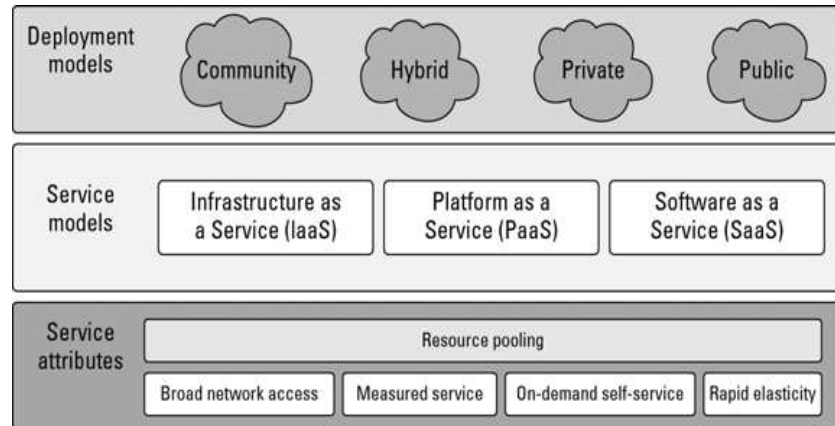 Deployment
models
Community
Hybrid
Private
Public
Service
models
Infrastructure as
a Service (IaaS)
Platform as a
Service (PaaS)
Software as a
Service (SaaS)
Service
attributes
Resource pooling
Broad network access
Measured service
On-demand self-service
Rapid elasticity